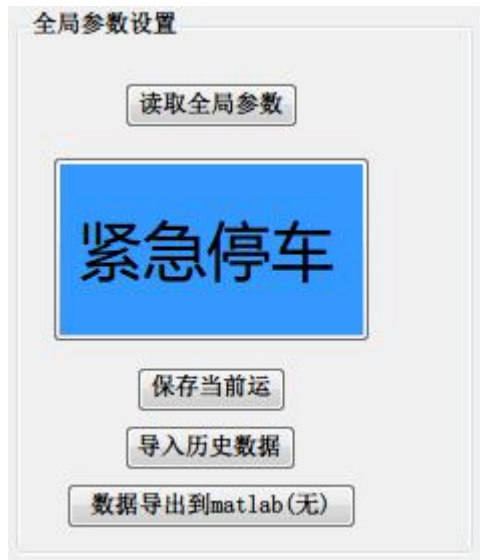 全局参数设置
读取全局参数
紧急停车
保存当前运
导入历史数据
数据导出到matlab(无)